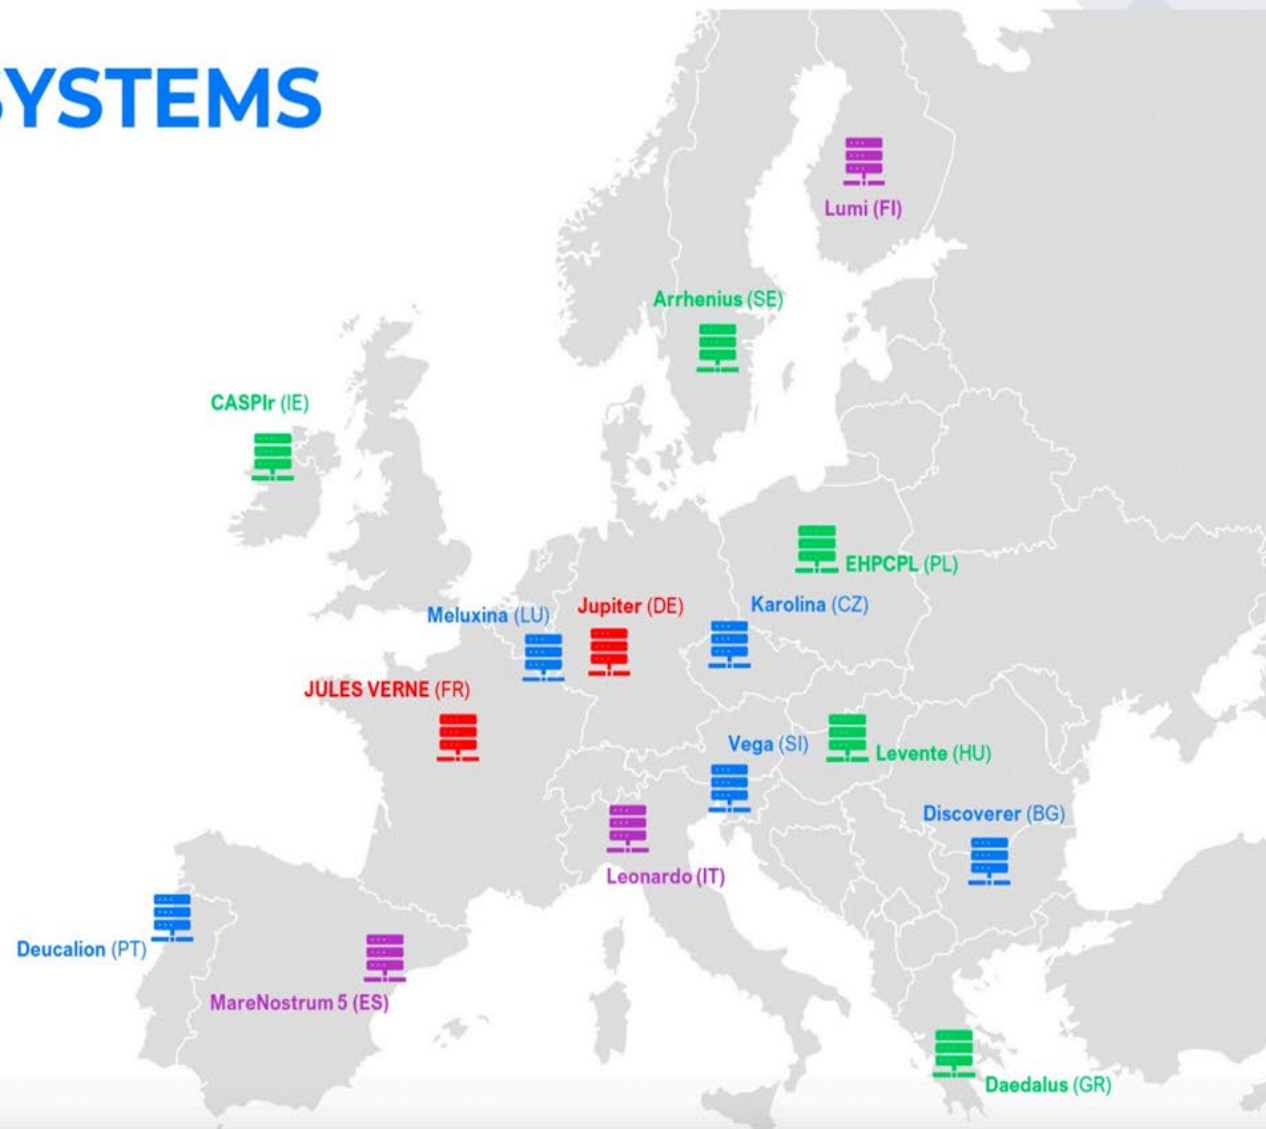 SYSTEMS
Lumi (FI)
Arrhenius (SE)
CASPIr (IE)
EHPCPL (PL)
Meluxina (LU)
Jupiter (DE)
Karolina (CZ)
JULES VERNE (FR)
Vega (SI)
Levente (HU)
Discoverer (BG)
Leonardo (IT)
Deucalion (PT)
MareNostrum 5 (ES)
Daedalus (GR)